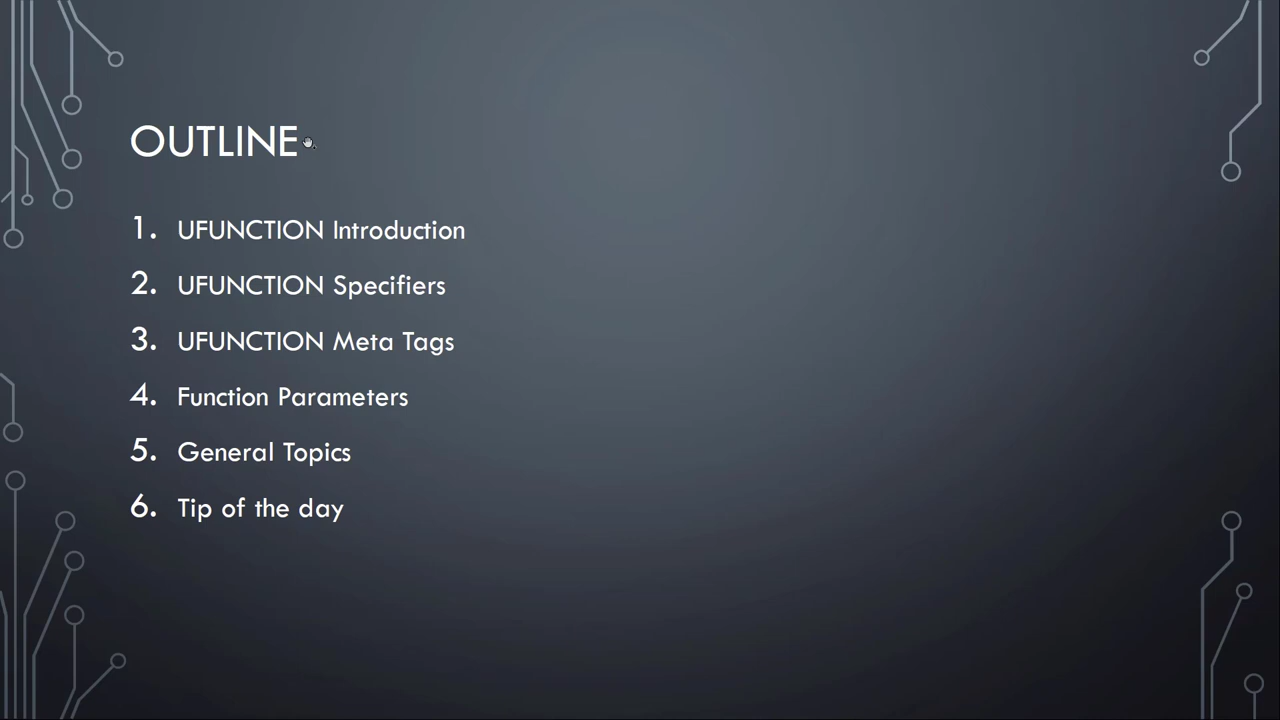 OUTLINE
1. UFUNCTION Introduction
2. UFUNCTION Specifiers
3. UFUNCTION Meta Tags
4. Function Parameters
5. General Topics
6. Tip of the day